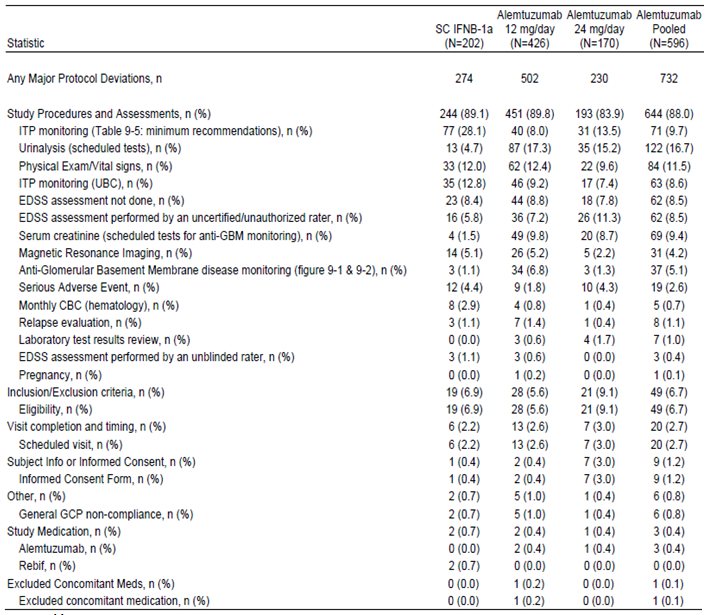 Statistic SC IFNB-1a (N=202) Alemtuzumab 12 mg/day (N=426) Alemtuzumab 24 mg/day (N=170) Alemtuzumab Pooled (N=596)
Any Major Protocol Deviations, n 274 502 230 732
Study Procedures and Assessments, n (%) 244 (89.1) 451 (89.8) 193 (83.9) 644 (88.0)
ITP monitoring (Table 9-5: minimum recommendations), n (%) 77 (28.1) 40 (8.0) 31 (13.5) 71 (9.7)
Urinalysis (scheduled tests), n (%) 13 (4.7) 87 (17.3) 35 (15.2) 122 (16.7)
Physical Exam/Vital signs, n (%) 33 (12.0) 62 (12.4) 22 (9.6) 84 (11.5)
ITP monitoring (UBC), n (%) 35 (12.8) 46 (9.2) 17 (7.4) 63 (8.6)
EDSS assessment not done, n (%) 23 (8.4) 44 (8.8) 18 (7.8) 62 (8.5)
EDSS assessment performed by an uncertified/unauthorized rater, n (%) 16 (5.8) 36 (7.2) 26 (11.3) 62 (8.5)
Serum creatinine (scheduled tests for anti-GBM monitoring), n (%) 4 (1.5) 49 (9.8) 20 (8.7) 69 (9.4)
Magnetic Resonance Imaging, n (%) 14 (5.1) 26 (5.2) 5 (2.2) 31 (4.2)
Anti-Glomerular Basement Membrane disease monitoring (figure 9-1 & 9-2), n (%) 3 (1.1) 34 (6.8) 3 (1.3) 37 (5.1)
Serious Adverse Event, n (%) 12 (4.4) 9 (1.8) 10 (4.3) 19 (2.6)
Monthly CBC (hematology), n (%) 8 (2.9) 4 (0.8) 1 (0.4) 5 (0.7)
Relapse evaluation, n (%) 3 (1.1) 7 (1.4) 1 (0.4) 8 (1.1)
Laboratory test results review, n (%) 0 (0.0) 3 (0.6) 4 (1.7) 7 (1.0)
EDSS assessment performed by an unblinded rater, n (%) 3 (1.1) 3 (0.6) 0 (0.0) 3 (0.4)
Pregnancy, n (%) 0 (0.0) 1 (0.2) 0 (0.0) 1 (0.1)
Inclusion/Exclusion criteria, n (%) 19 (6.9) 28 (5.6) 21 (9.1) 49 (6.7)
Eligibility, n (%) 19 (6.9) 28 (5.6) 21 (9.1) 49 (6.7)
Visit completion and timing, n (%) 6 (2.2) 13 (2.6) 7 (3.0) 20 (2.7)
Scheduled visit, n (%) 6 (2.2) 13 (2.6) 7 (3.0) 20 (2.7)
Subject Info or Informed Consent, n (%) 1 (0.4) 2 (0.4) 7 (3.0) 9 (1.2)
Informed Consent Form, n (%) 1 (0.4) 2 (0.4) 7 (3.0) 9 (1.2)
Other, n (%) 2 (0.7) 5 (1.0) 1 (0.4) 6 (0.8)
General GCP non-compliance, n (%) 2 (0.7) 5 (1.0) 1 (0.4) 6 (0.8)
Study Medication, n (%) 2 (0.7) 2 (0.4) 1 (0.4) 3 (0.4)
Alemtuzumab, n (%) 0 (0.0) 2 (0.4) 1 (0.4) 3 (0.4)
Rebif, n (%) 2 (0.7) 0 (0.0) 0 (0.0) 0 (0.0)
Excluded Concomitant Meds, n (%) 0 (0.0) 1 (0.2) 0 (0.0) 1 (0.1)
Excluded concomitant medication, n (%) 0 (0.0) 1 (0.2) 0 (0.0) 1 (0.1)